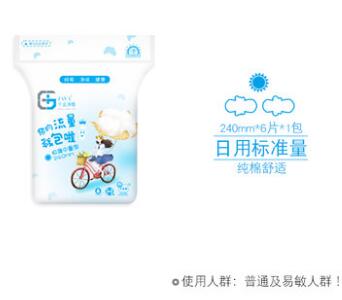 你的流量
我包啦
240mm
240mm*6片*1包
日用标准量
纯棉舒适
使用人群：普通及易敏人群！